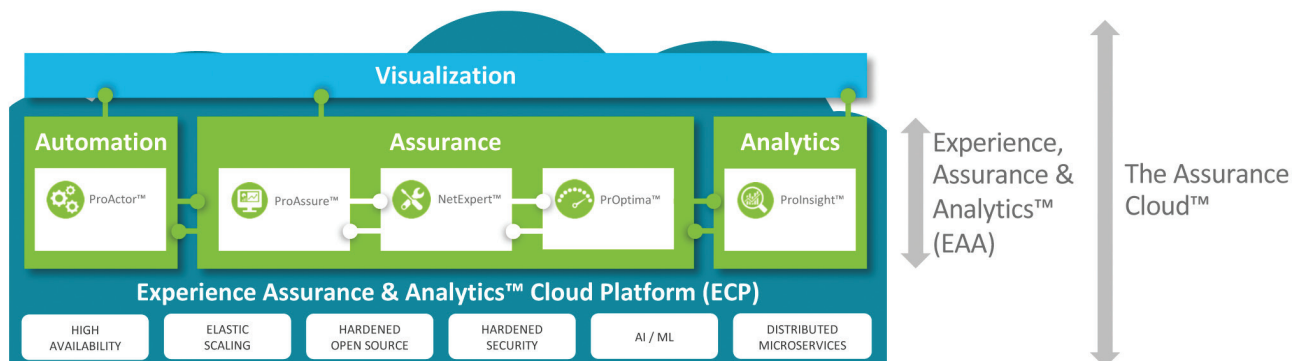 Visualization
Automation
Assurance
Analytics
ProActor™
ProAssure™
NetExpert™
PrOptima™
ProInsight™
Experience Assurance & Analytics™ Cloud Platform (ECP)
HIGH
AVAILABILITY
ELASTIC
SCALING
HARDENED
OPEN SOURCE
HARDENED
SECURITY
AI / ML
DISTRIBUTED
MICROSERVICES
Experience,
Assurance &
Analytics™
(EAA)
The Assurance
Cloud™